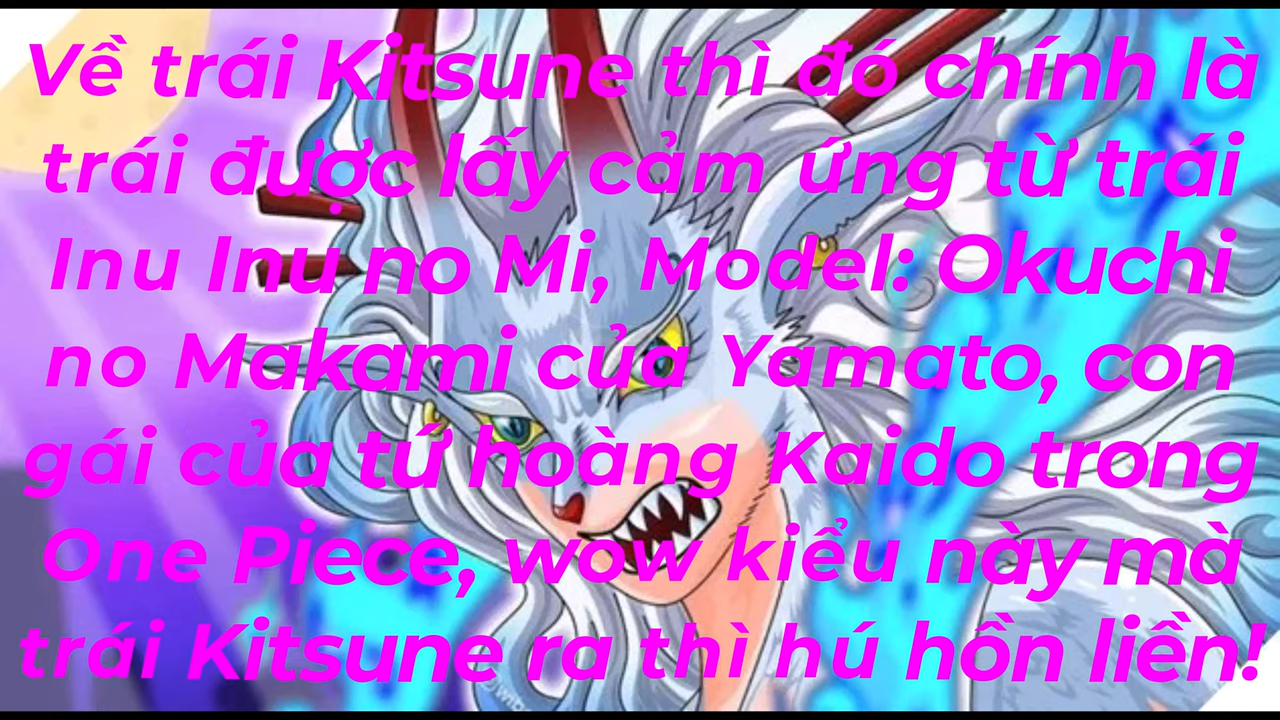 Về trái Kitsune thì đó chính là
trái được lấy cảm ứng từ trái
Inu Inu no Mi, Model: Okuchi
no Makami của Yamato, con
gái của tứ hoàng Kaido trong
One Piece, wow kiểu này mà
trái Kitsune ra thì hú hồn liền!